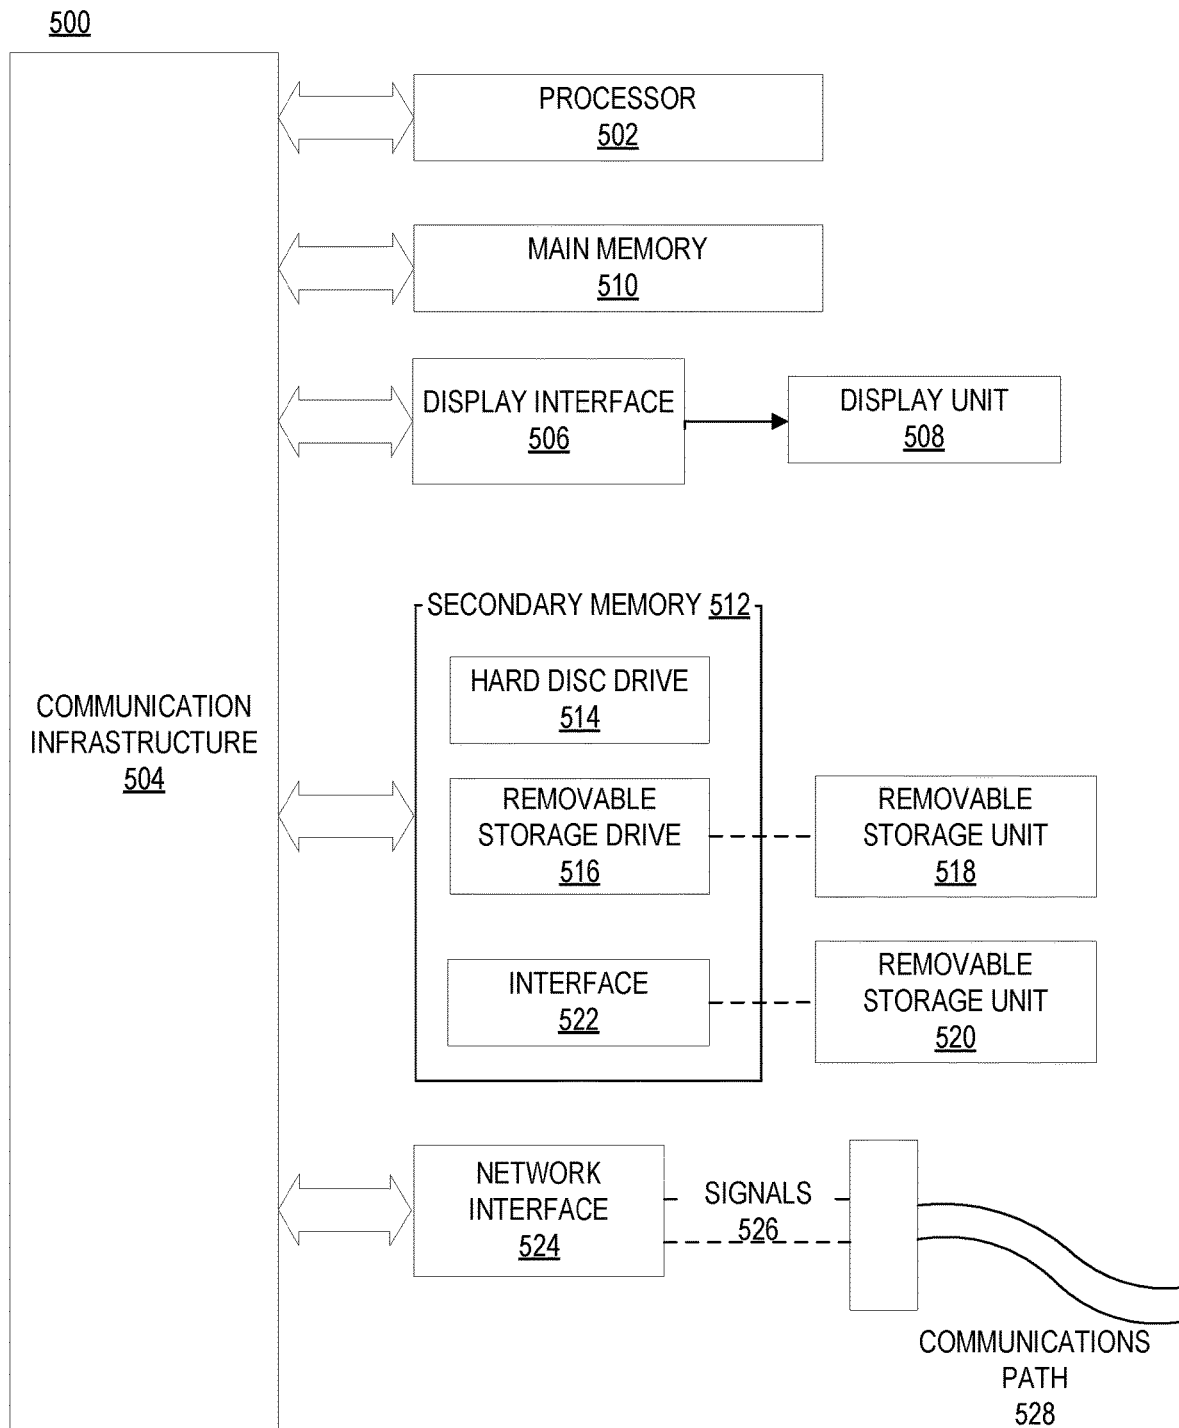 500
PROCESSOR
502
MAIN MEMORY
510
DISPLAY INTERFACE
506
DISPLAY UNIT
508
SECONDARY MEMORY 512
HARD DISC DRIVE
514
COMMUNICATION
INFRASTRUCTURE
504
REMOVABLE
STORAGE DRIVE
516
REMOVABLE
STORAGE UNIT
518
INTERFACE
522
REMOVABLE
STORAGE UNIT
520
NETWORK
INTERFACE
524
SIGNALS
526
COMMUNICATIONS
PATH
528